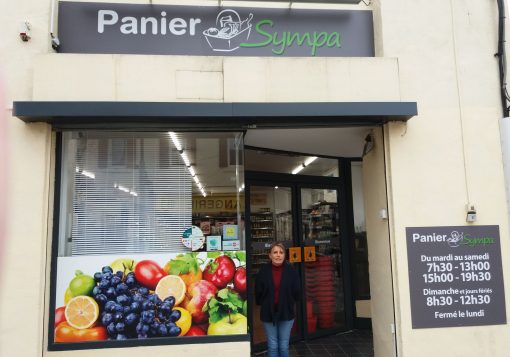 Panier
Sympa
Panier
Sympa
Du mardi au samedi
7h30 - 13h00
15h00 - 19h30
Dimanche et jours fériés
8h30 - 12h30
Fermé le lundi